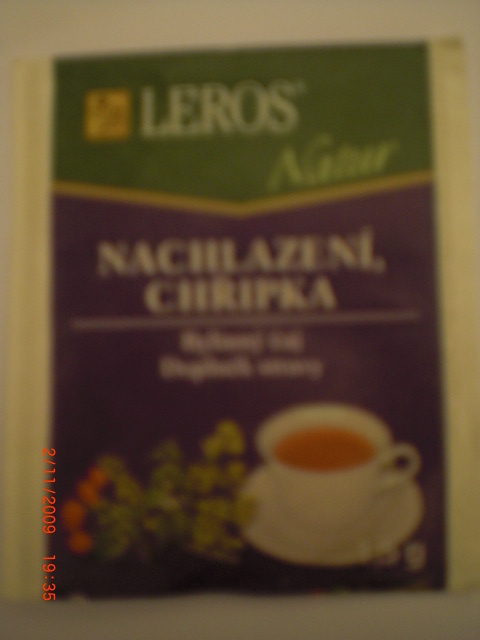 LEROS®
Natur
NACHLAZENÍ,
CHŘIPKA
Bylinný čaj
Doplněk stravy
g
2/11/2009 19:35